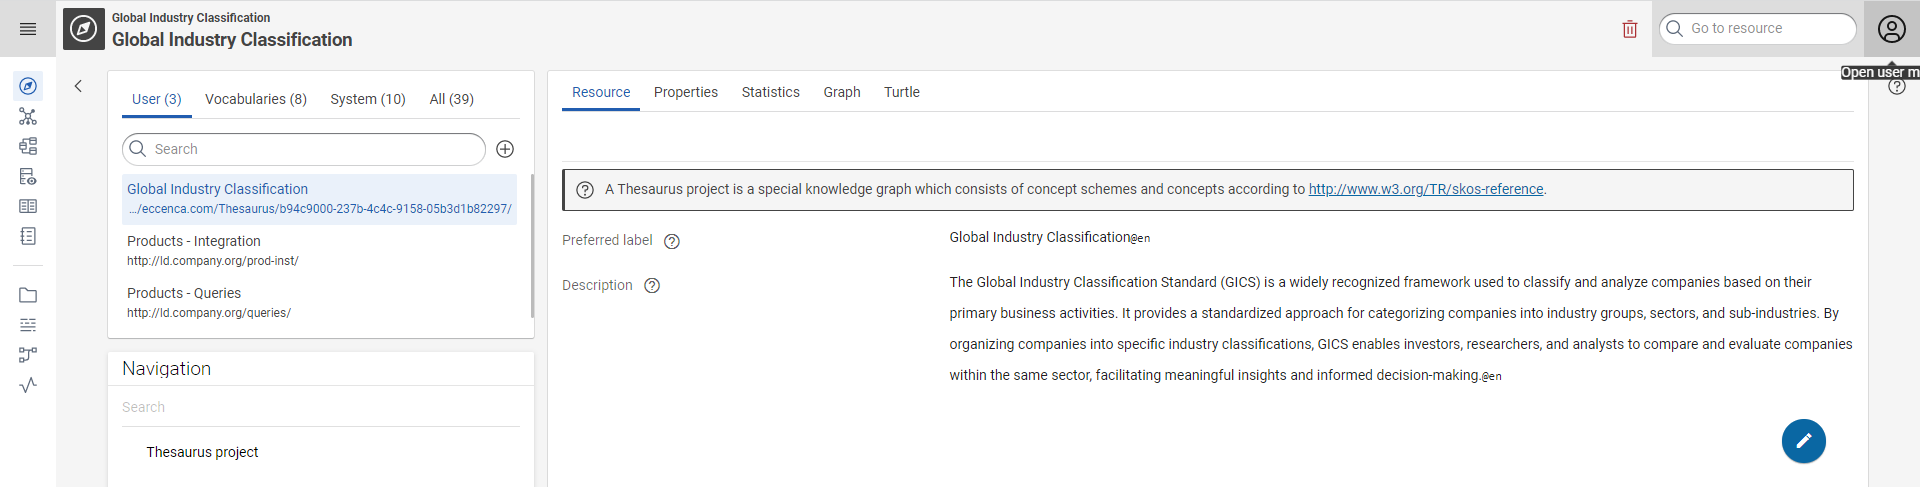 Global Industry Classification
Global Industry Classification
Go to resource
Open user m
User (3) Vocabularies (8) System (10) All (39)
Search
Global Industry Classification
.../eccenca.com/Thesaurus/b94c9000-237b-4c4c-9158-05b3d1b82297/
Products - Integration
http://ld.company.org/prod-inst/
Products - Queries
http://ld.company.org/queries/
Navigation
Search
Thesaurus project
Resource Properties Statistics Graph Turtle
A Thesaurus project is a special knowledge graph which consists of concept schemes and concepts according to http://www.w3.org/TR/skos-reference.
Preferred label Global Industry Classification@en
Description The Global Industry Classification Standard (GICS) is a widely recognized framework used to classify and analyze companies based on their
primary business activities. It provides a standardized approach for categorizing companies into industry groups, sectors, and sub-industries. By
organizing companies into specific industry classifications, GICS enables investors, researchers, and analysts to compare and evaluate companies
within the same sector, facilitating meaningful insights and informed decision-making.@en